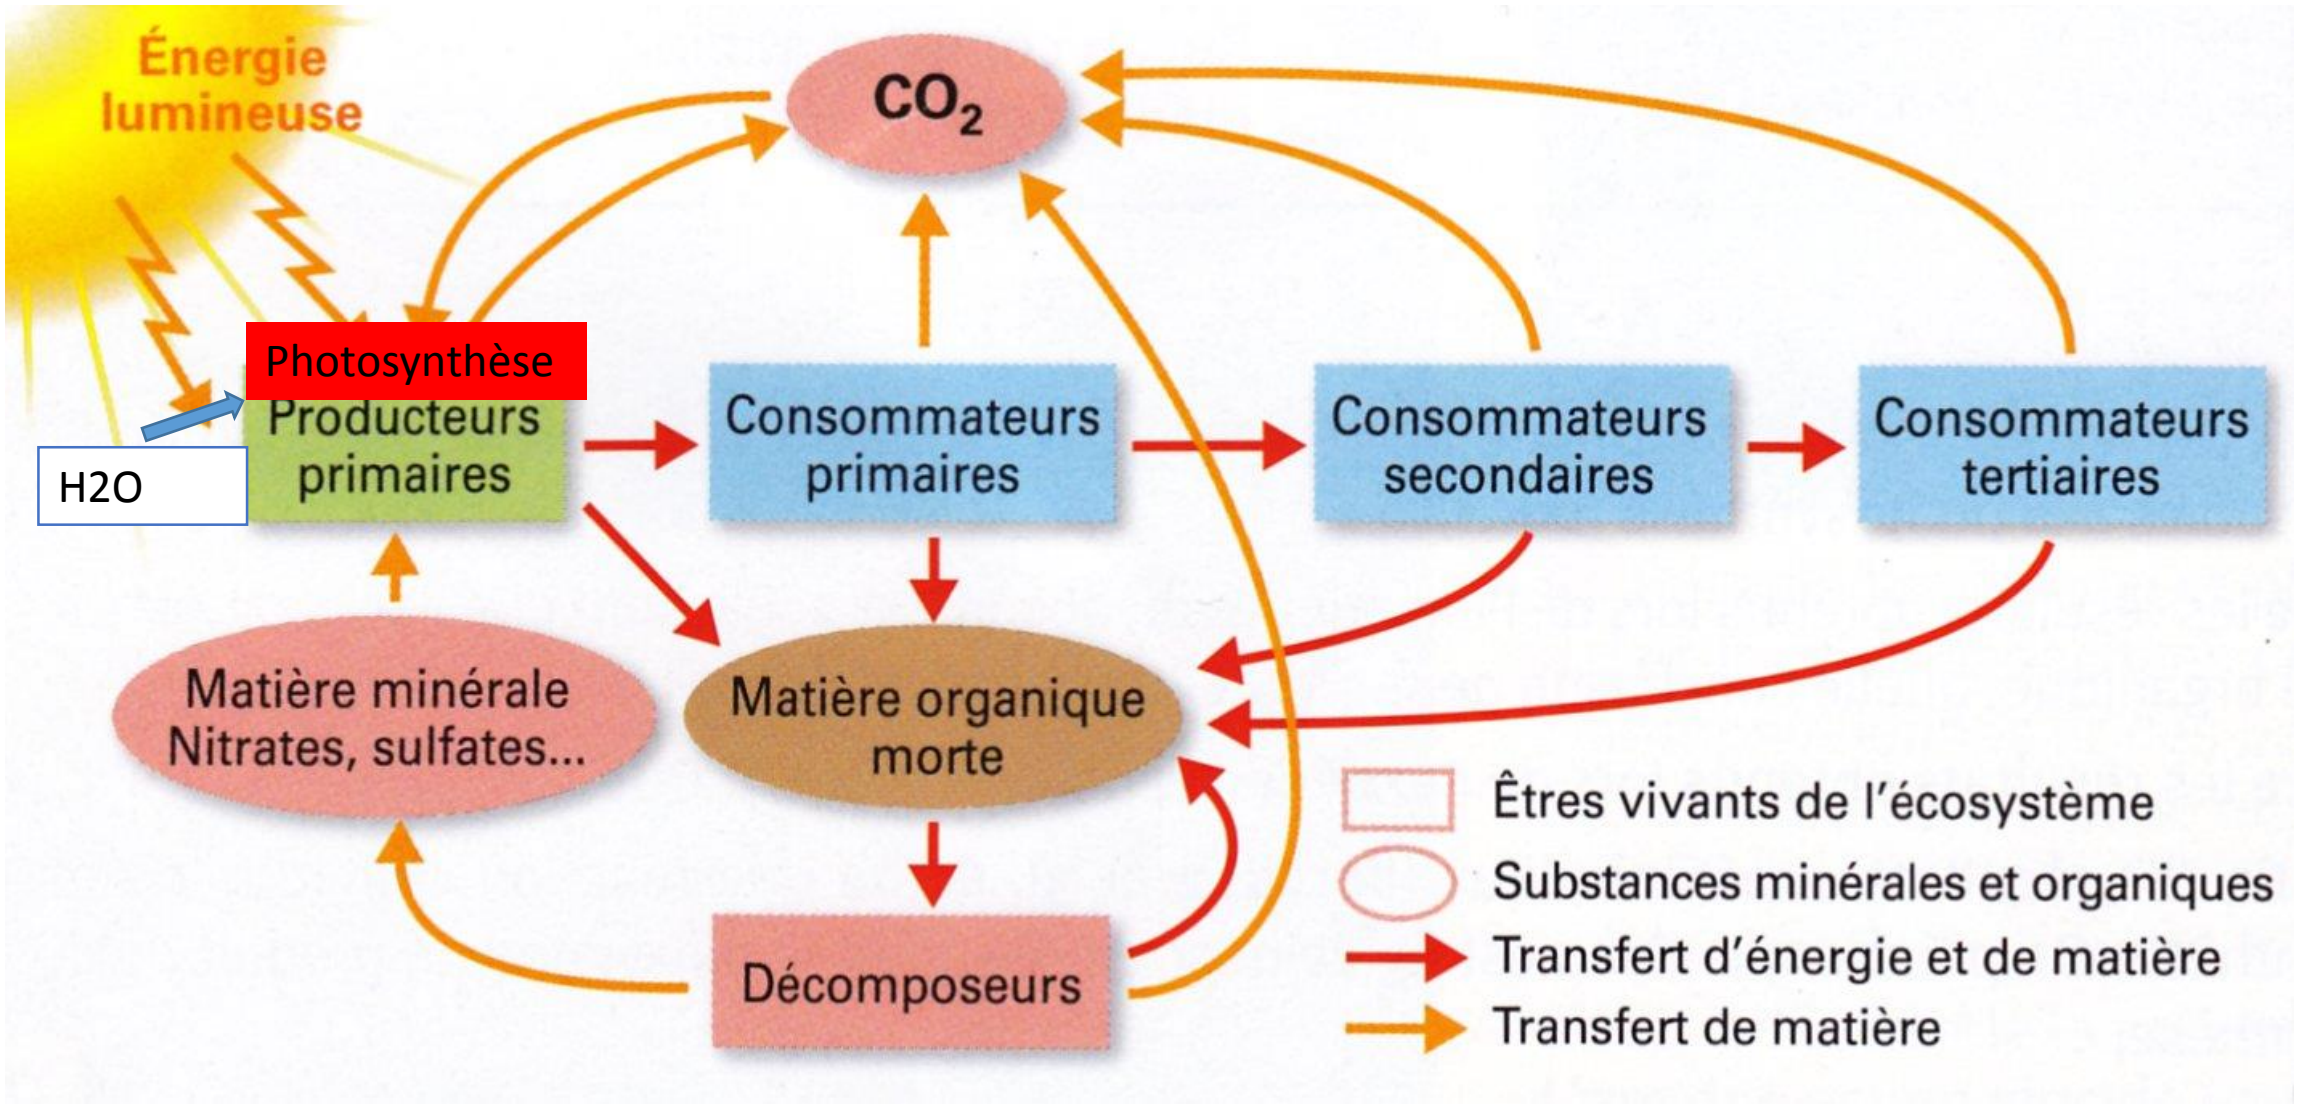 Énergie
lumineuse
CO₂
Photosynthèse
Producteurs
primaires
H2O
Consommateurs
primaires
Consommateurs
secondaires
Consommateurs
tertiaires
Matière minérale
Nitrates, sulfates...
Matière organique
morte
Décomposeurs
Êtres vivants de l'écosystème
Substances minérales et organiques
Transfert d'énergie et de matière
Transfert de matière